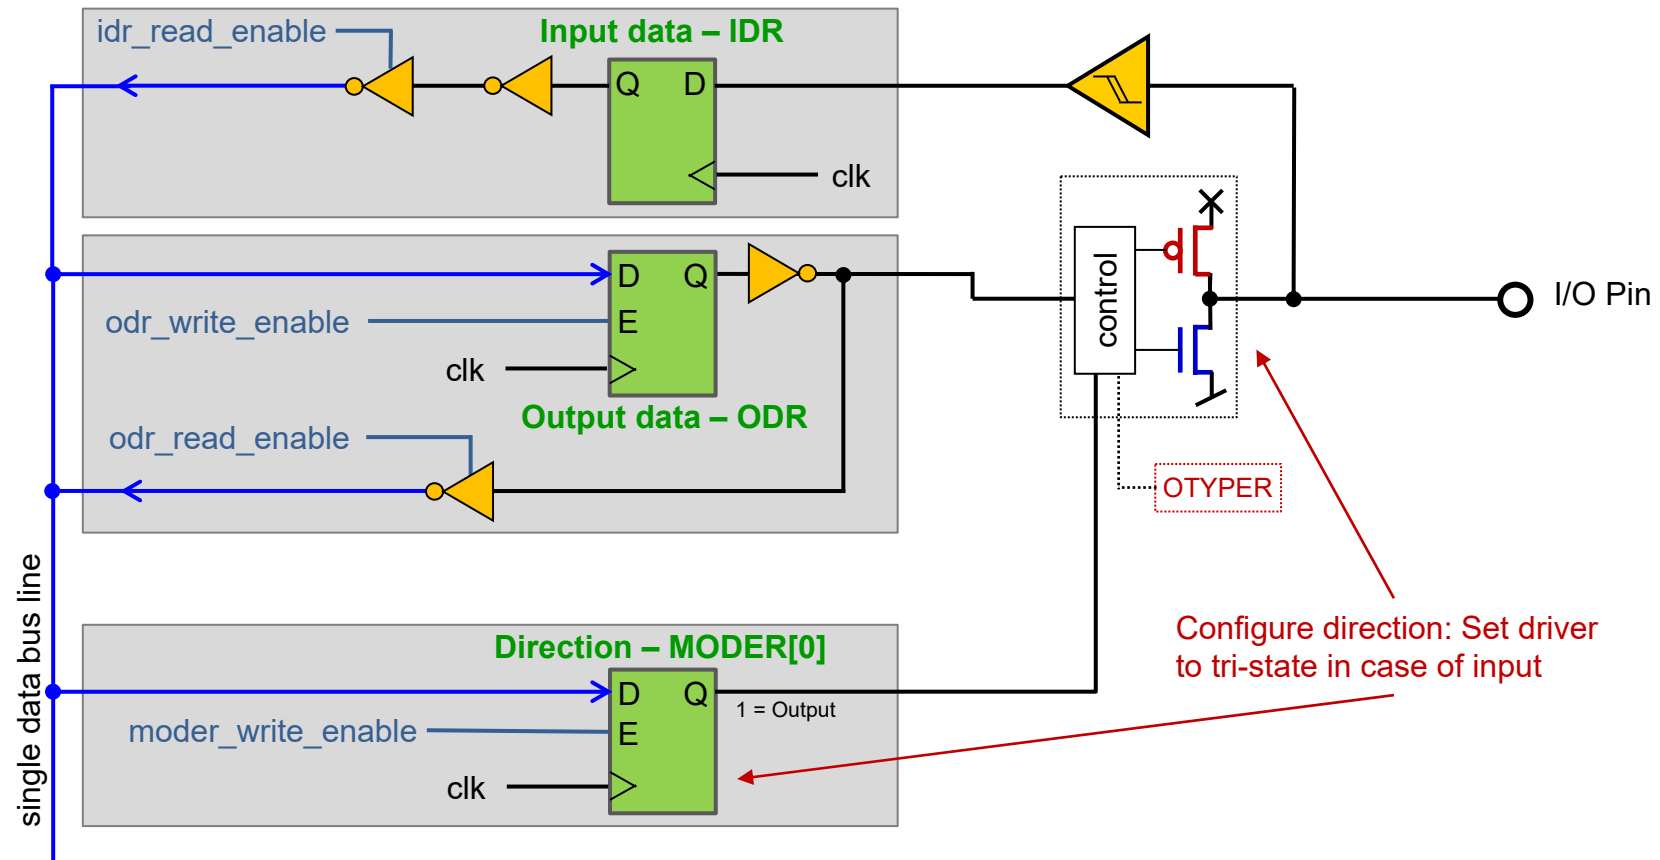 idr_read_enable
Input data – IDR
Q D
clk
D Q
odr_write_enable
E
clk
Output data – ODR
odr_read_enable
control
I/O Pin
OTYPER
single data bus line
Direction – MODER[0]
D Q
1 = Output
moder_write_enable
E
clk
Configure direction: Set driver
to tri-state in case of input